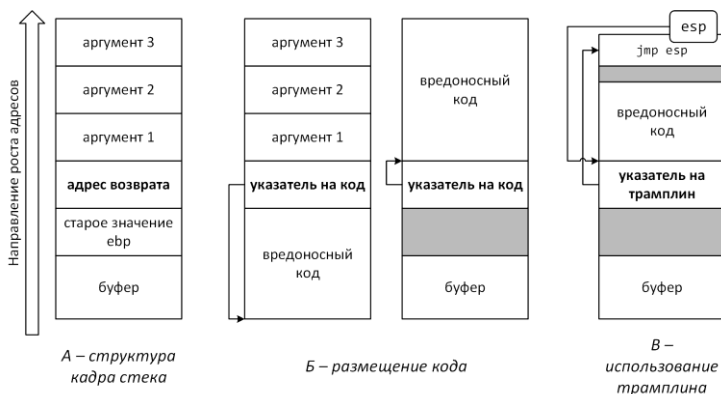 Направление роста адресов
аргумент 3
аргумент 2
аргумент 1
адрес возврата
старое значение
ebp
буфер
А – структура
кадра стека
аргумент 3
аргумент 2
аргумент 1
указатель на код
вредоносный
код
вредоносный
код
указатель на код
буфер
Б – размещение кода
esp
jmp esp
вредоносный
код
указатель на
трамплин
буфер
В –
использование
трамплина